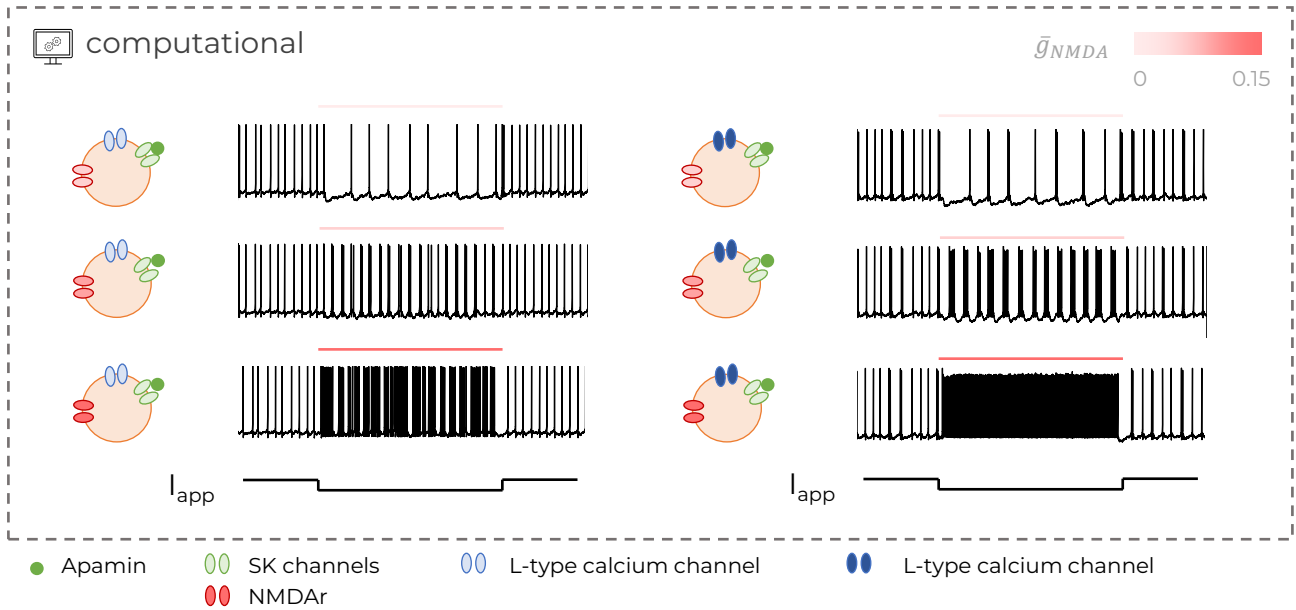 computational
ḡNMDA
0 0.15
Iapp Iapp
Apamin SK channels L-type calcium channel L-type calcium channel
NMDAr